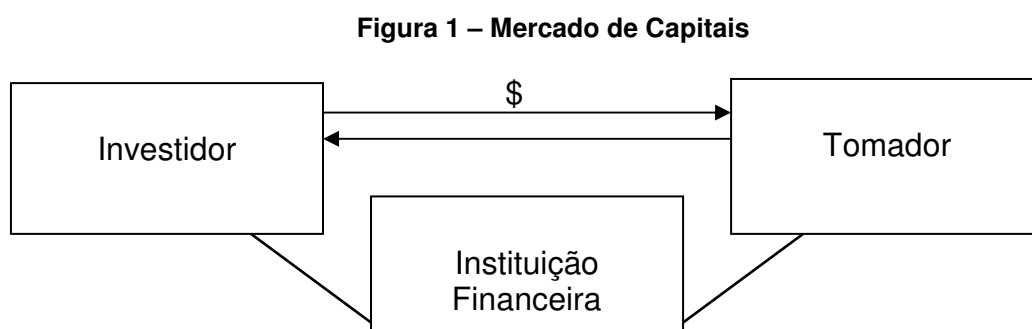 Figura 1 – Mercado de Capitais
$
Investidor
Tomador
Instituição
Financeira